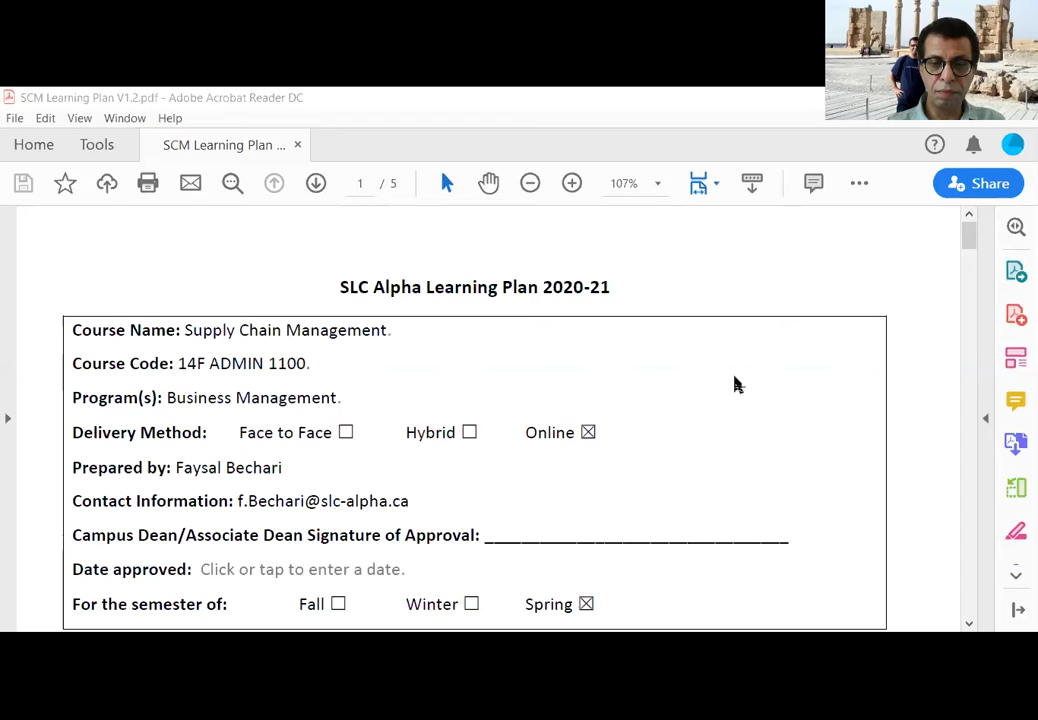 SCM Learning Plan V1.2.pdf - Adobe Acrobat Reader DC
File Edit View Window Help
Home Tools SCM Learning Plan ... ×
1 / 5 107% Share
SLC Alpha Learning Plan 2020-21
Course Name: Supply Chain Management.
Course Code: 14F ADMIN 1100.
Program(s): Business Management.
Delivery Method: Face to Face ☐ Hybrid ☐ Online ☒
Prepared by: Faysal Bechari
Contact Information: f.Bechari@slc-alpha.ca
Campus Dean/Associate Dean Signature of Approval: ___________________________________
Date approved: Click or tap to enter a date.
For the semester of: Fall ☐ Winter ☐ Spring ☒